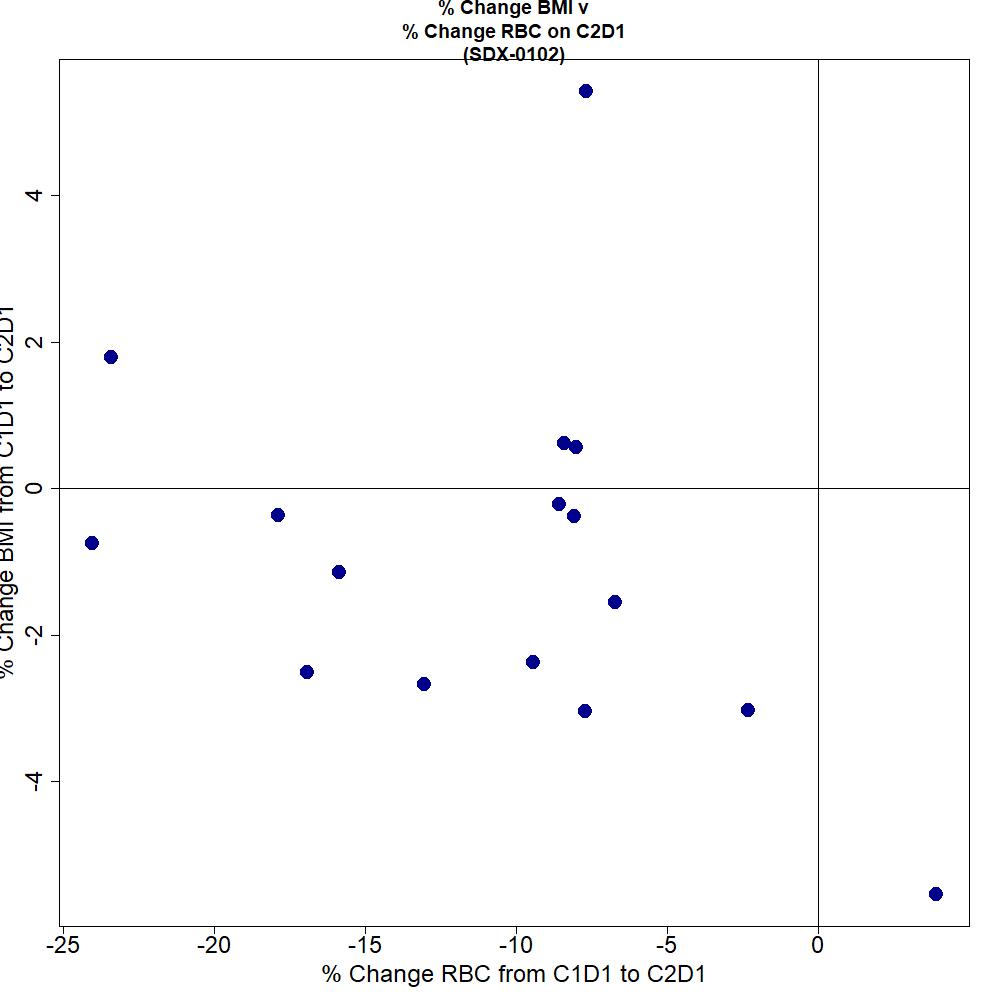 % Change BMI v
% Change RBC on C2D1
(SDX-0102)
% Change BMI from C1D1 to C2D1
4
2
0
-2
-4
-25 -20 -15 -10 -5 0
% Change RBC from C1D1 to C2D1